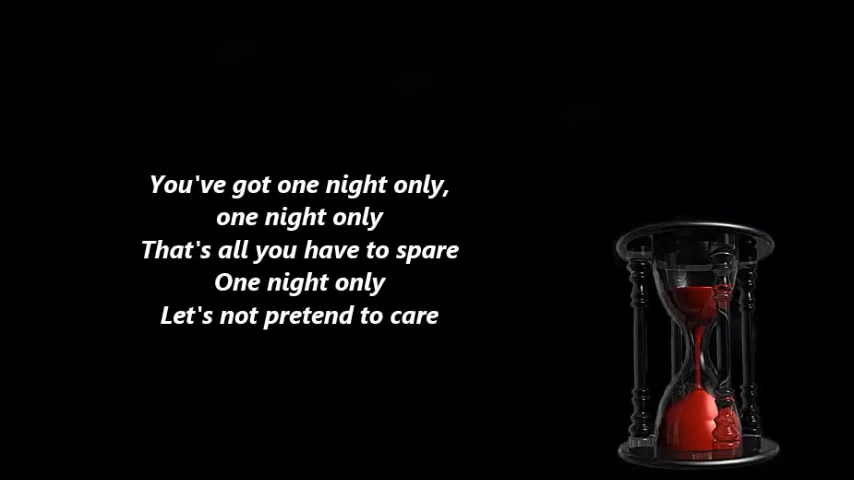 You've got one night only,
one night only
That's all you have to spare
One night only
Let's not pretend to care